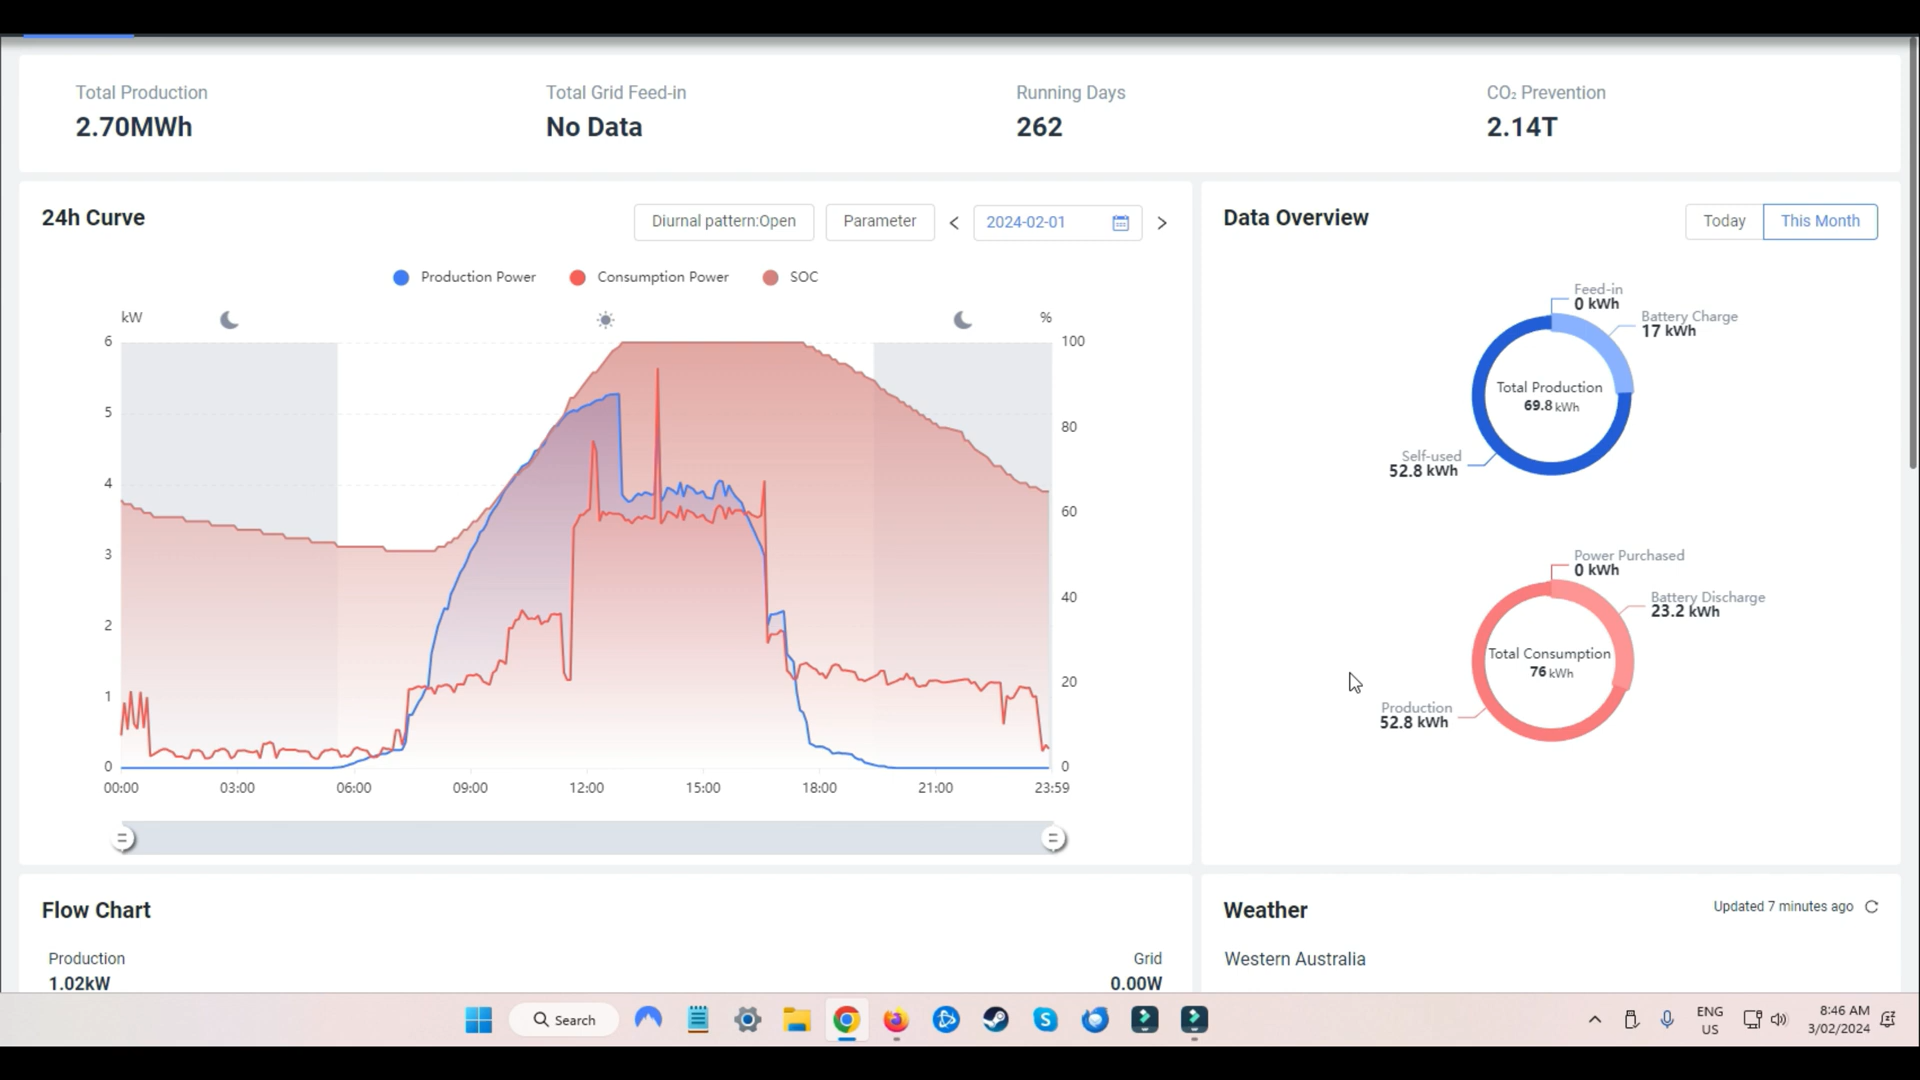 Total Production
2.70MWh
Total Grid Feed-in
No Data
Running Days
262
CO₂ Prevention
2.14T
24h Curve
Diurnal pattern:Open
Parameter
2024-02-01
Production Power
Consumption Power
SOC
kW
%
6
5
4
3
2
1
0
100
80
60
40
20
0
00:00
03:00
06:00
09:00
12:00
15:00
18:00
21:00
23:59
Data Overview
Today
This Month
Feed-in
0 kWh
Battery Charge
17 kWh
Total Production
69.8 kWh
Self-used
52.8 kWh
Power Purchased
0 kWh
Battery Discharge
23.2 kWh
Total Consumption
76 kWh
Production
52.8 kWh
Flow Chart
Production
1.02kW
Grid
0.00W
Weather
Updated 7 minutes ago
Western Australia
Search
ENG
US
8:46 AM
3/02/2024